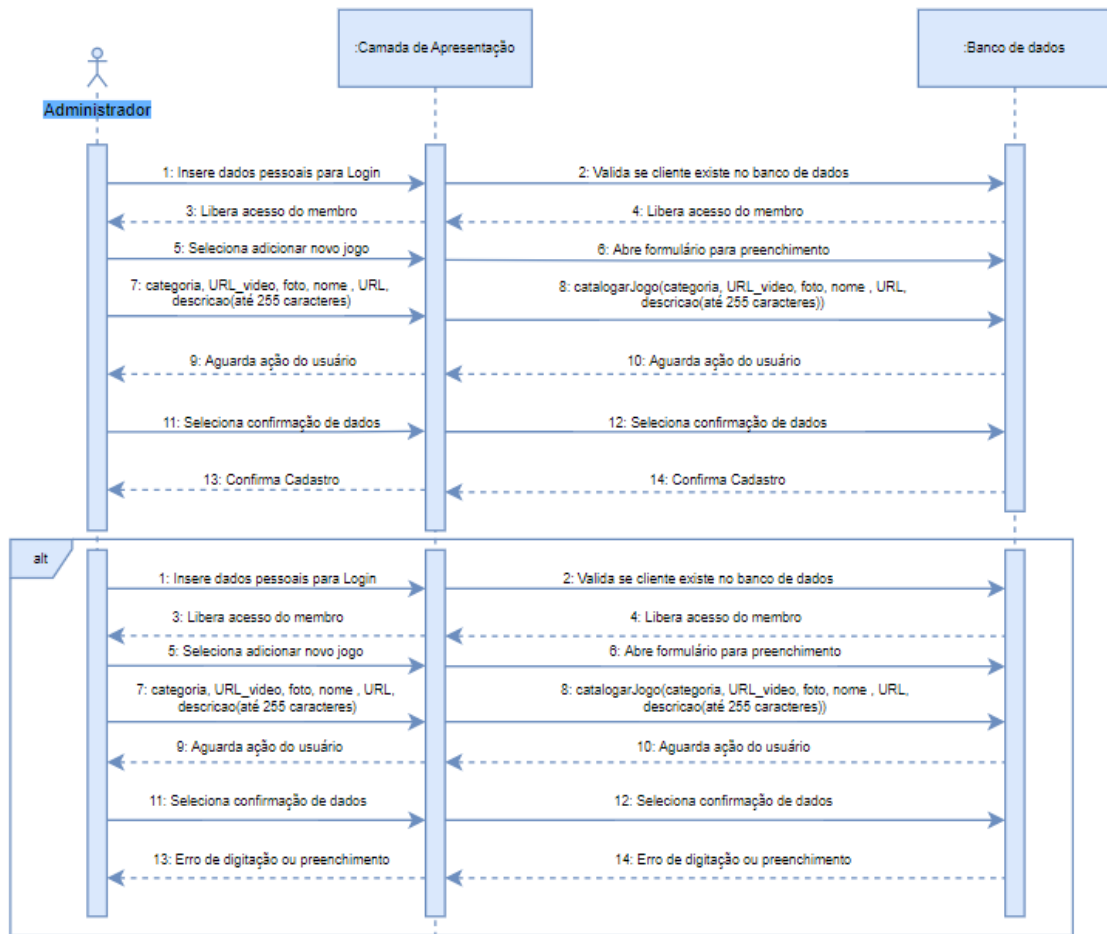 :Camada de Apresentação
:Banco de dados
Administrador
1: Insere dados pessoais para Login
2: Valida se cliente existe no banco de dados
3: Libera acesso do membro
4: Libera acesso do membro
5: Seleciona adicionar novo jogo
6: Abre formulário para preenchimento
7: categoria, URL_video, foto, nome , URL,
descricao(até 255 caracteres)
8: catalogarJogo(categoria, URL_video, foto, nome , URL,
descricao(até 255 caracteres))
9: Aguarda ação do usuário
10: Aguarda ação do usuário
11: Seleciona confirmação de dados
12: Seleciona confirmação de dados
13: Confirma Cadastro
14: Confirma Cadastro
alt
1: Insere dados pessoais para Login
2: Valida se cliente existe no banco de dados
3: Libera acesso do membro
4: Libera acesso do membro
5: Seleciona adicionar novo jogo
6: Abre formulário para preenchimento
7: categoria, URL_video, foto, nome , URL,
descricao(até 255 caracteres)
8: catalogarJogo(categoria, URL_video, foto, nome , URL,
descricao(até 255 caracteres))
9: Aguarda ação do usuário
10: Aguarda ação do usuário
11: Seleciona confirmação de dados
12: Seleciona confirmação de dados
13: Erro de digitação ou preenchimento
14: Erro de digitação ou preenchimento